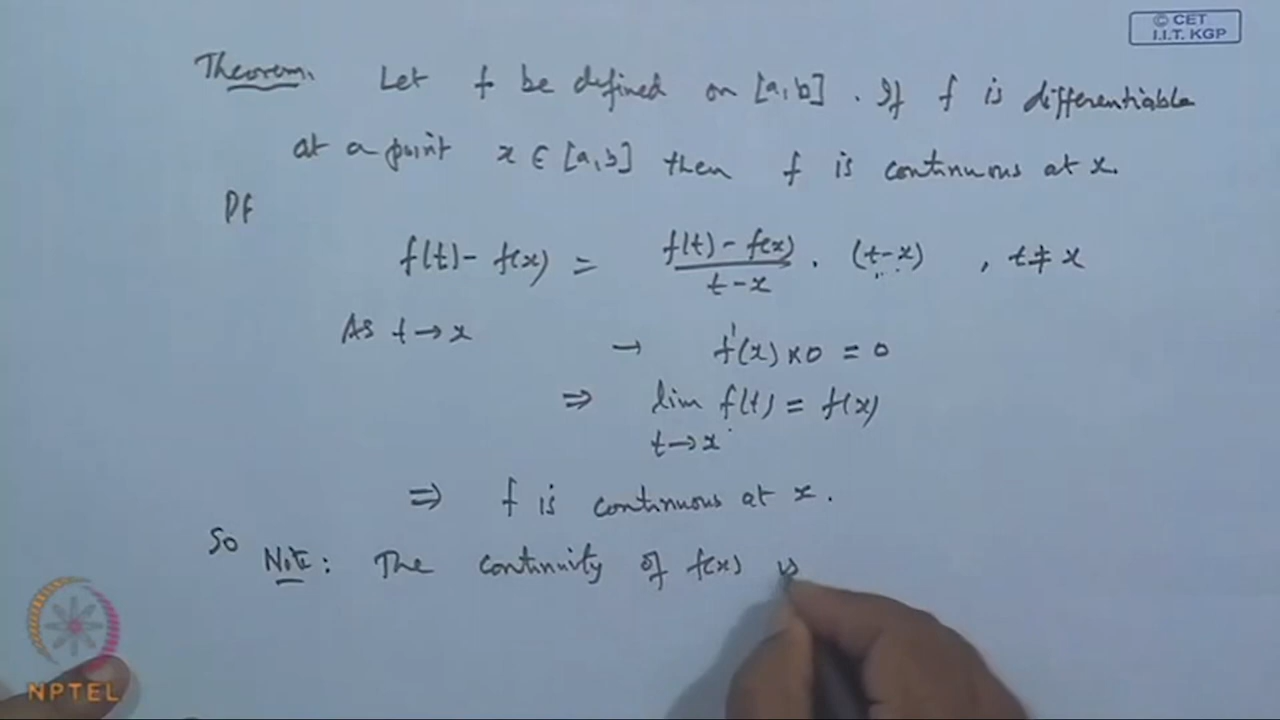 © CET
I.I.T. KGP
Theorem. Let f be defined on [a,b]. If f is differentiable
at a point x ∈ [a,b] then f is continuous at x.
Pf
f(t) - f(x) = \frac{f(t) - f(x)}{t - x} . (t-x) , t ≠ x
As t → x → f'(x) x 0 = 0
⇒ lim f(t) = f(x)
t → x
⇒ f is continuous at x.
So Note: The continuity of f(x) is
NPTEL